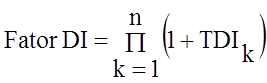 n
Fator DI = ∏ (1 + TDI_k)
k = 1